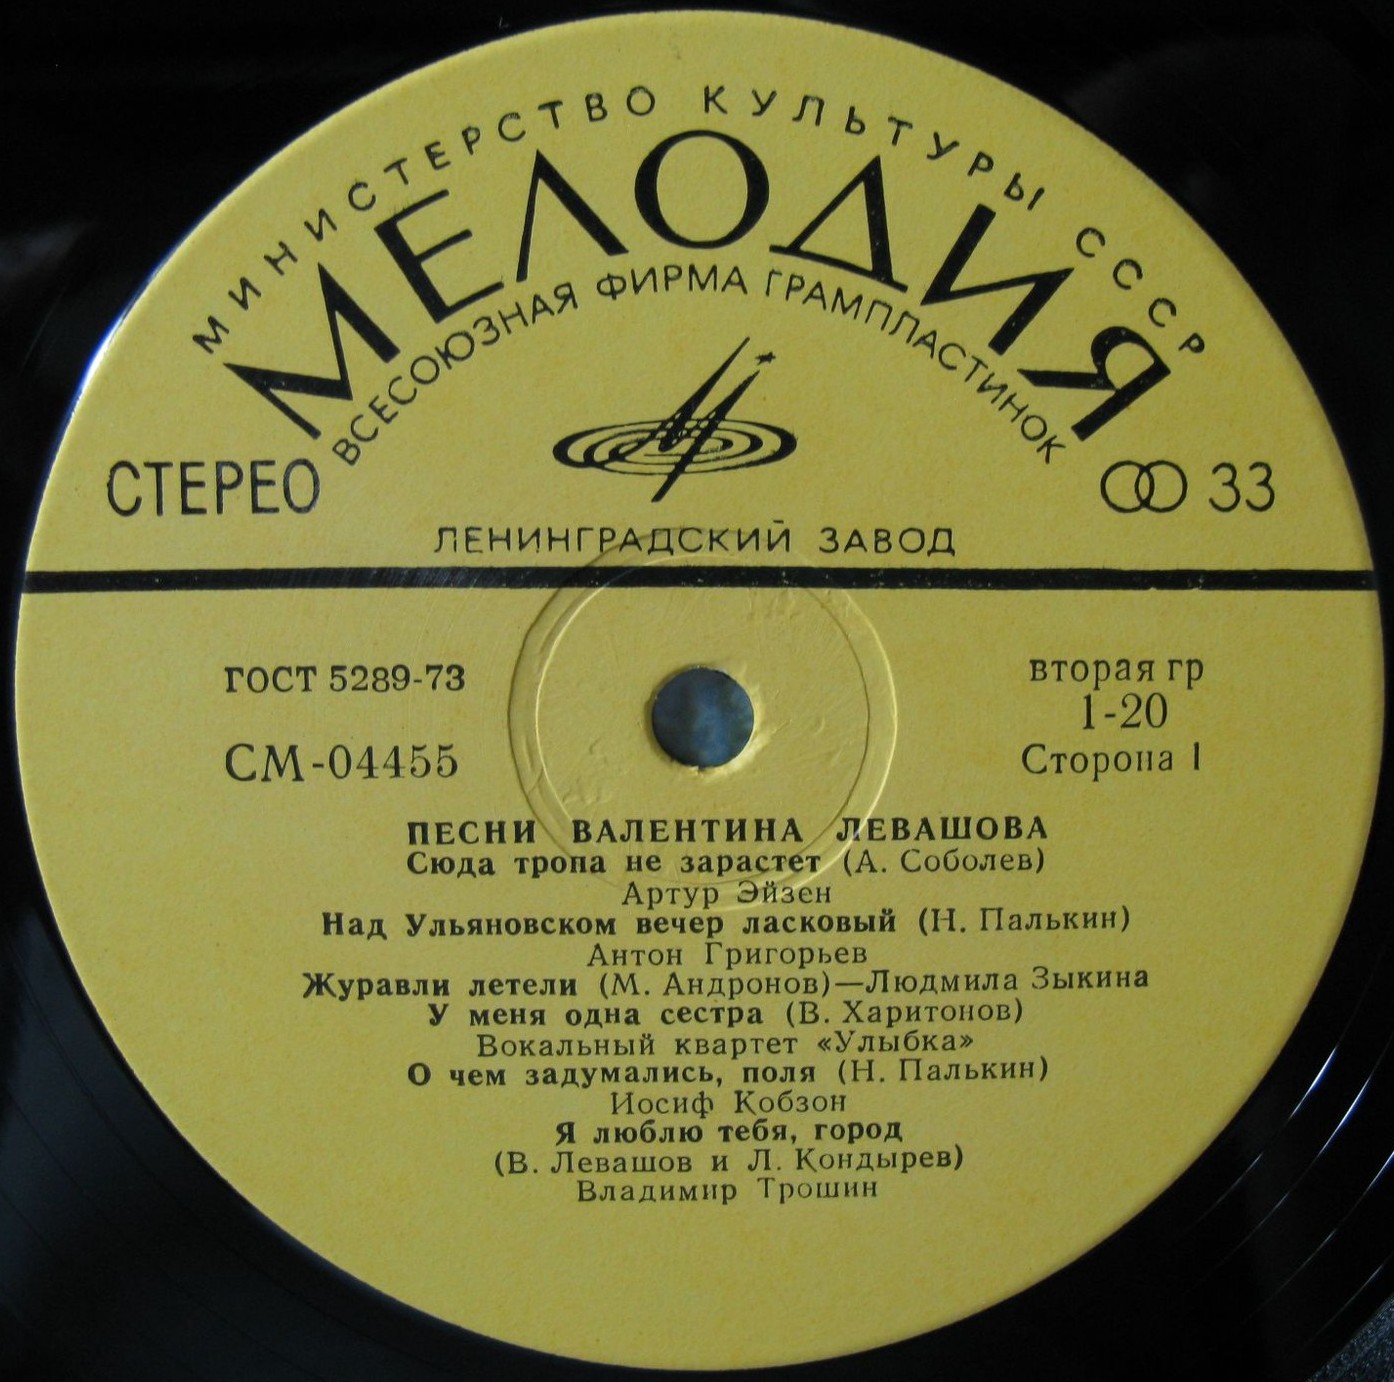 МИНИСТЕРСТВО КУЛЬТУРЫ СССР
МЕЛОДИЯ
ВСЕСОЮЗНАЯ ФИРМА ГРАМПЛАСТИНОК
СТЕРЕО
33
ЛЕНИНГРАДСКИЙ ЗАВОД
ГОСТ 5289-73
вторая гр
1-20
СМ-04455
Сторона 1
ПЕСНИ ВАЛЕНТИНА ЛЕВАШОВА
Сюда тропа не зарастет (А. Соболев)
Артур Эйзен
Над Ульяновском вечер ласковый (Н. Палькин)
Антон Григорьев
Журавли летели (М. Андронов)—Людмила Зыкина
У меня одна сестра (В. Харитонов)
Вокальный квартет «Улыбка»
О чем задумались, поля (Н. Палькин)
Иосиф Кобзон
Я люблю тебя, город
(В. Левашов и Л. Кондырев)
Владимир Трошин